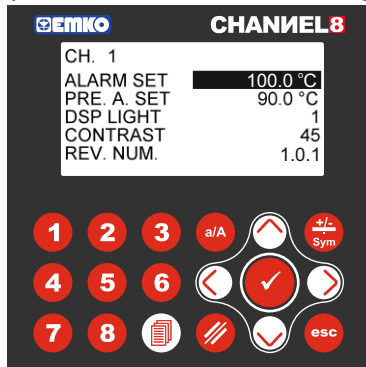 EMKO CHANNEL8
CH. 1
ALARM SET 100.0 °C
PRE. A. SET 90.0 °C
DSP LIGHT 1
CONTRAST 45
REV. NUM. 1.0.1
1 2 3 a/A +/- Sym
4 5 6
7 8 esc